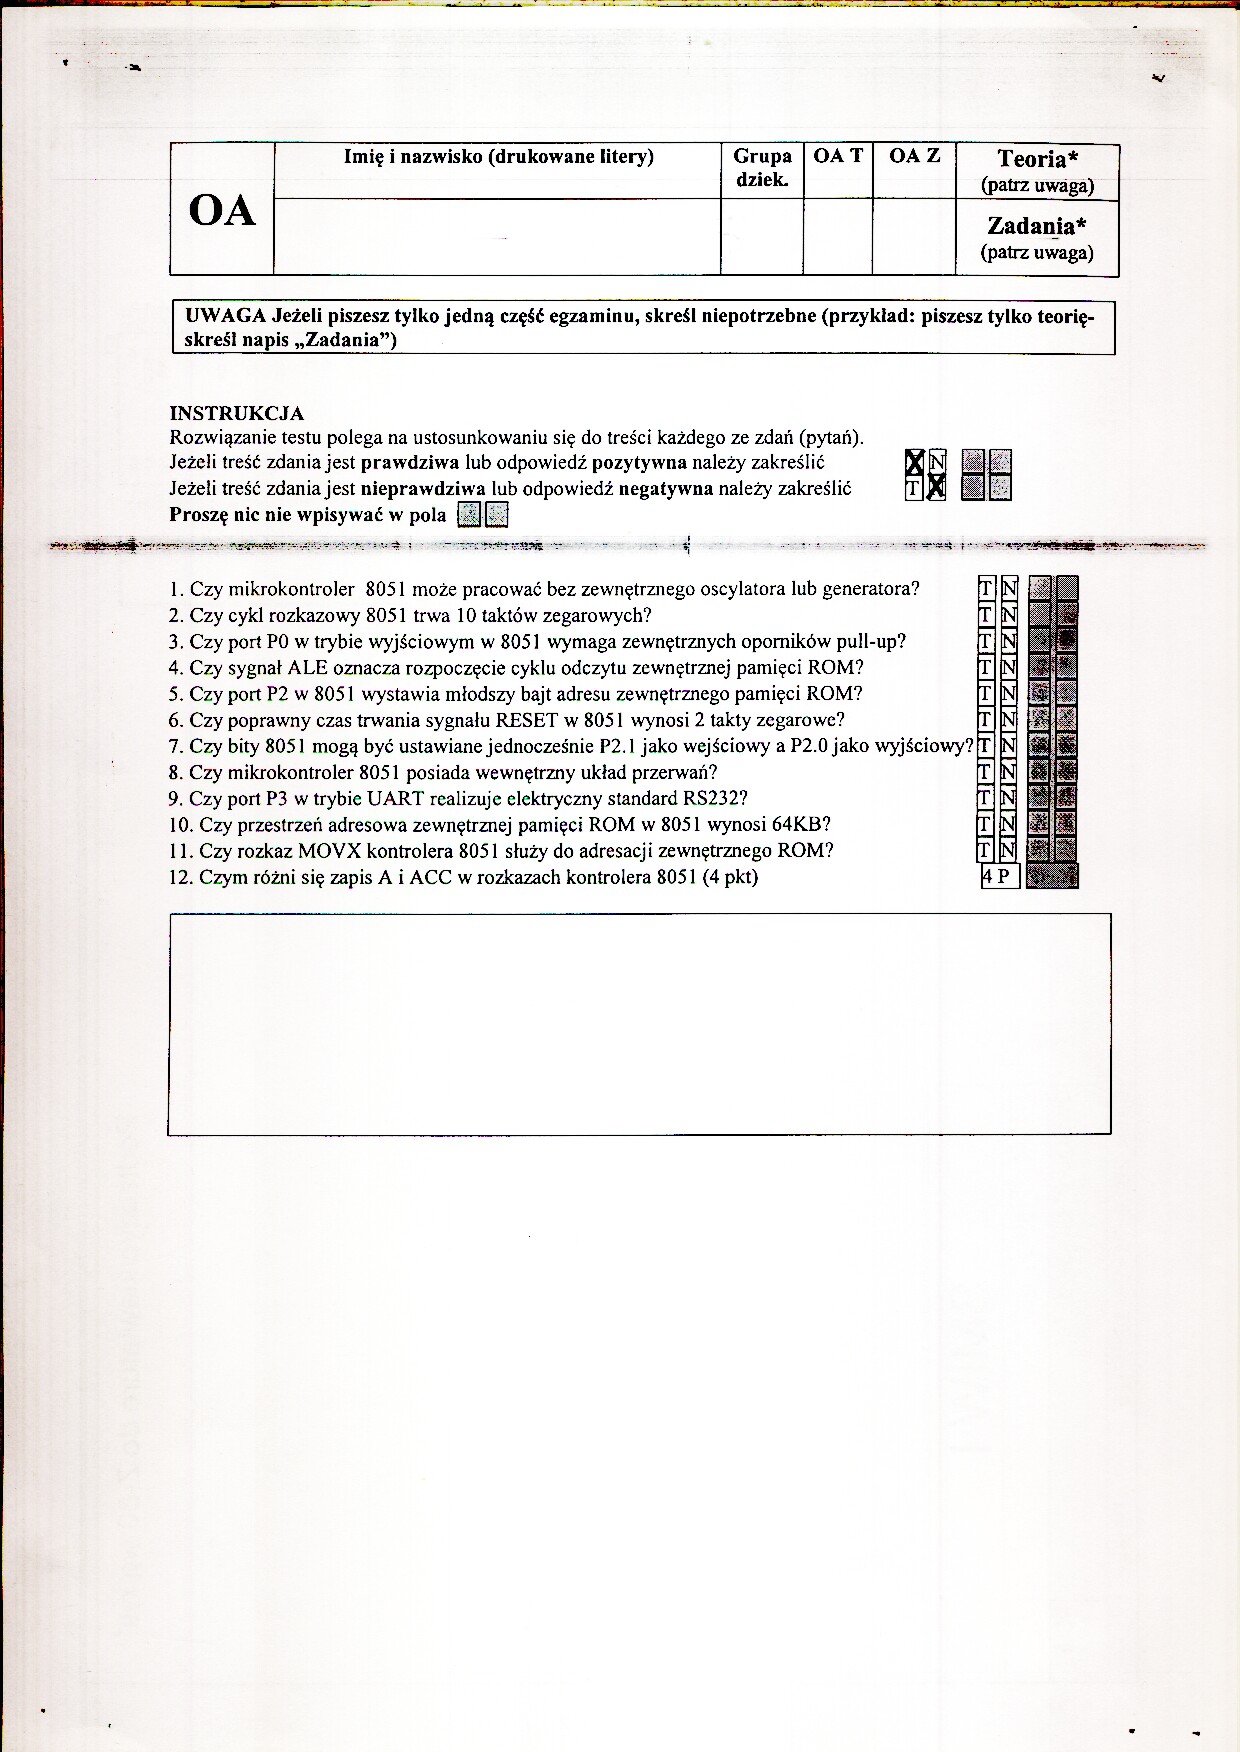 OA
Imię i nazwisko (drukowane litery)
Grupa dziek.
OA T
OA Z
Teoria*
(patrz uwaga)
Zadania*
(patrz uwaga)
UWAGA Jeżeli piszesz tylko jedną część egzaminu, skreśl niepotrzebne (przykład: piszesz tylko teorię-
skreśl napis „Zadania”)
INSTRUKCJA
Rozwiązanie testu polega na ustosunkowaniu się do treści każdego ze zdań (pytań).
Jeżeli treść zdania jest prawdziwa lub odpowiedź pozytywna należy zakreślić X N
Jeżeli treść zdania jest nieprawdziwa lub odpowiedź negatywna należy zakreślić T X
Proszę nic nie wpisywać w pola
1. Czy mikrokontroler 8051 może pracować bez zewnętrznego oscylatora lub generatora? T N
2. Czy cykl rozkazowy 8051 trwa 10 taktów zegarowych? T N
3. Czy port P0 w trybie wyjściowym w 8051 wymaga zewnętrznych oporników pull-up? T N
4. Czy sygnał ALE oznacza rozpoczęcie cyklu odczytu zewnętrznej pamięci ROM? T N
5. Czy port P2 w 8051 wystawia młodszy bajt adresu zewnętrznego pamięci ROM? T N
6. Czy poprawny czas trwania sygnału RESET w 8051 wynosi 2 takty zegarowe? T N
7. Czy bity 8051 mogą być ustawiane jednocześnie P2.1 jako wejściowy a P2.0 jako wyjściowy? T N
8. Czy mikrokontroler 8051 posiada wewnętrzny układ przerwań? T N
9. Czy port P3 w trybie UART realizuje elektryczny standard RS232? T N
10. Czy przestrzeń adresowa zewnętrznej pamięci ROM w 8051 wynosi 64KB? T N
11. Czy rozkaz MOVX kontrolera 8051 służy do adresacji zewnętrznego ROM? T N
12. Czym różni się zapis A i ACC w rozkazach kontrolera 8051 (4 pkt) 4 P